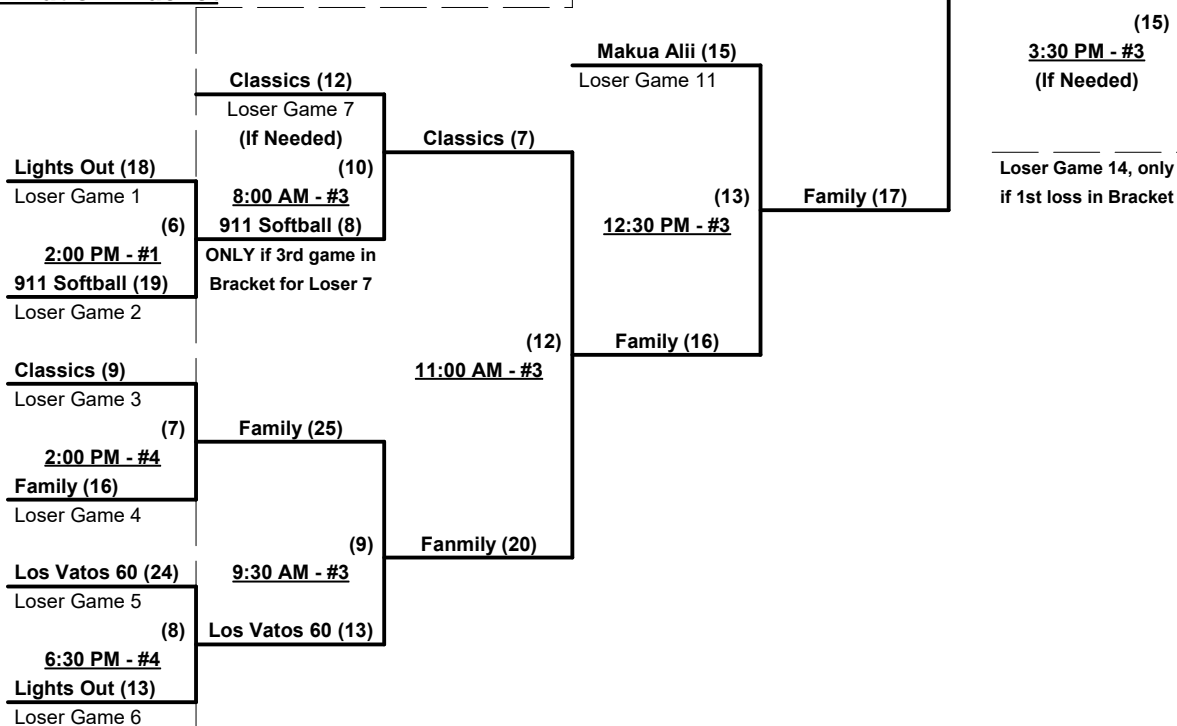 (15)
Makua Alii (15)
3:30 PM - #3
Classics (12)
Loser Game 11
(If Needed)
Loser Game 7
(If Needed)
Classics (7)
Lights Out (18)
(10)
Loser Game 14, only
Loser Game 1
8:00 AM - #3
(13)
Family (17)
if 1st loss in Bracket
(6)
911 Softball (8)
12:30 PM - #3
2:00 PM - #1
ONLY if 3rd game in
911 Softball (19)
Bracket for Loser 7
Loser Game 2
(12)
Family (16)
Classics (9)
11:00 AM - #3
Loser Game 3
(7)
Family (25)
2:00 PM - #4
Family (16)
Loser Game 4
(9)
Fanmily (20)
Los Vatos 60 (24)
9:30 AM - #3
Loser Game 5
(8)
Los Vatos 60 (13)
6:30 PM - #4
Lights Out (13)
Loser Game 6